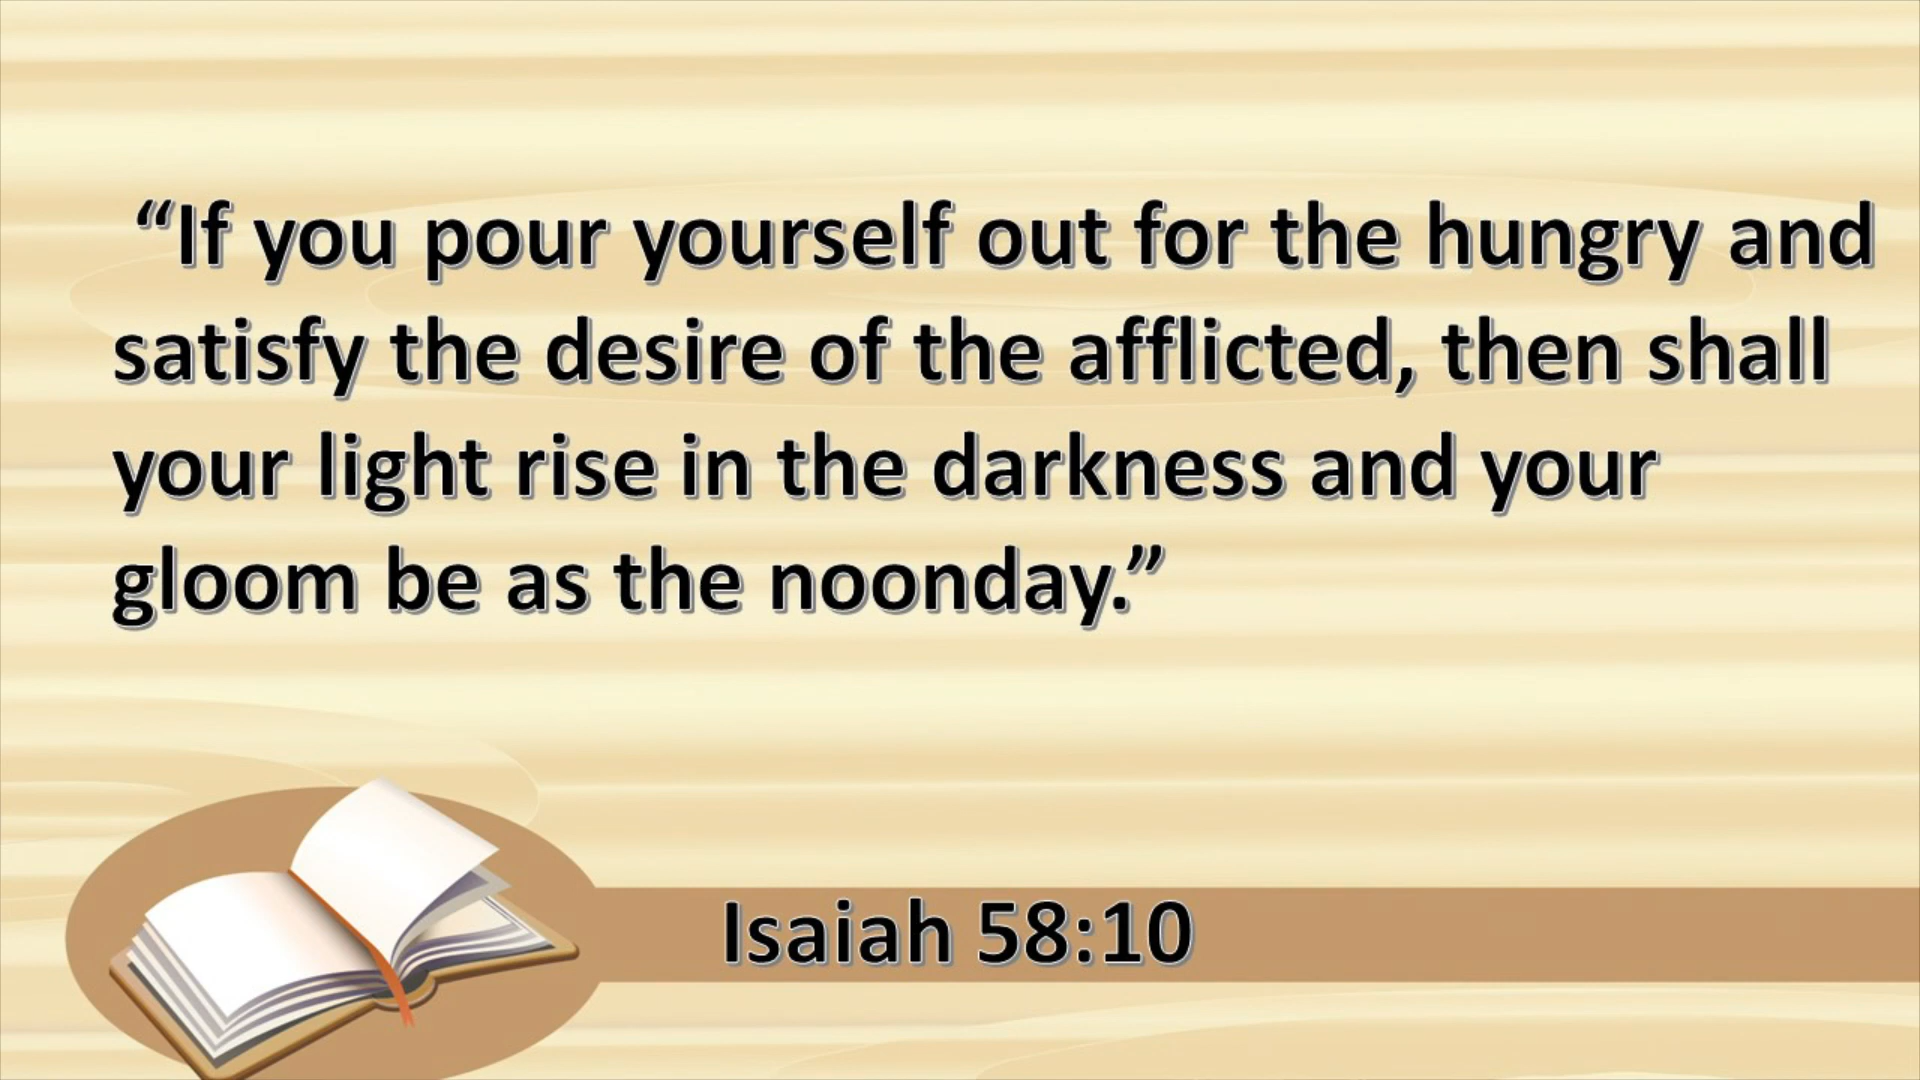 “If you pour yourself out for the hungry and
satisfy the desire of the afflicted, then shall
your light rise in the darkness and your
gloom be as the noonday.”
Isaiah 58:10